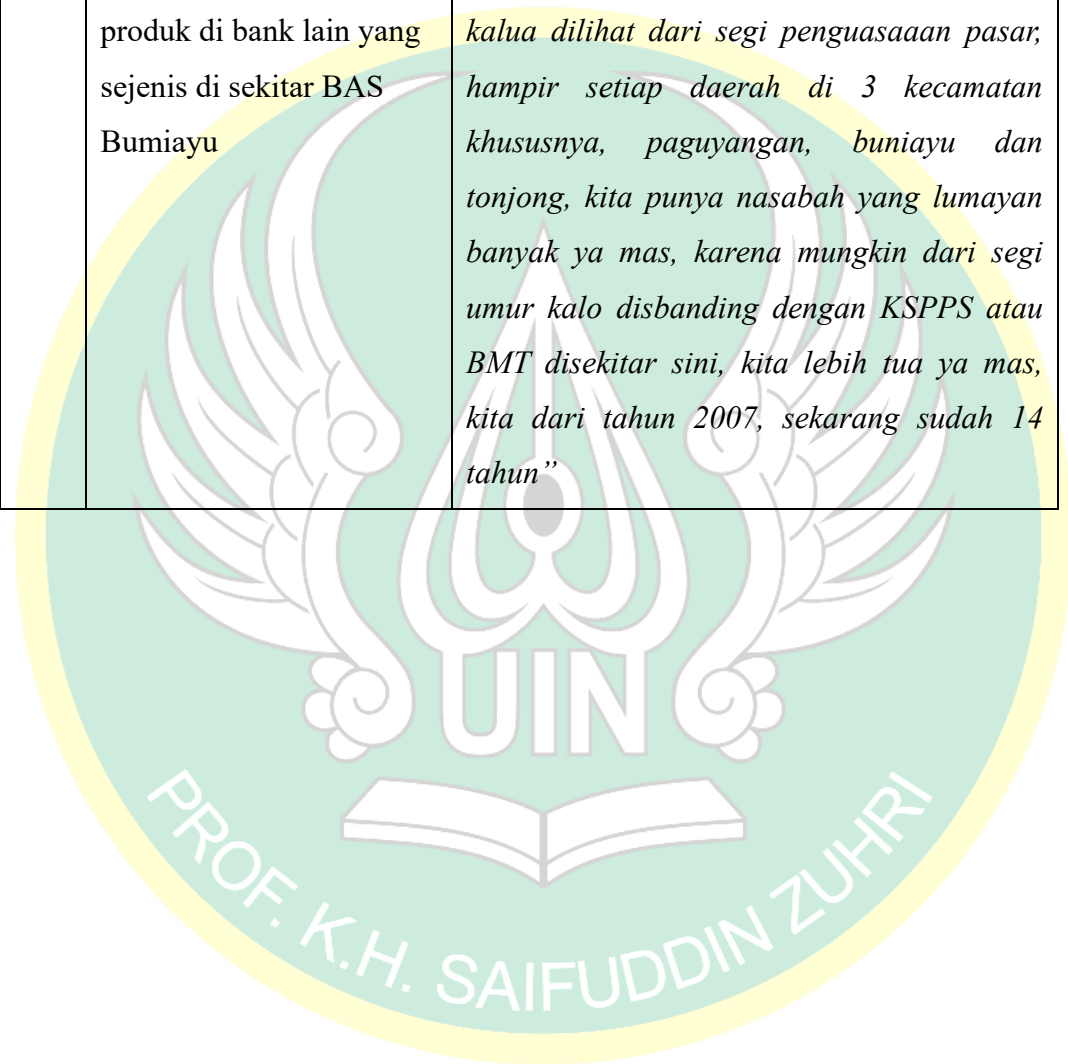 produk di bank lain yang
sejenis di sekitar BAS
Bumiayu
kalua dilihat dari segi penguasaaan pasar,
hampir setiap daerah di 3 kecamatan
khususnya, paguyangan, buniayu dan
tonjong, kita punya nasabah yang lumayan
banyak ya mas, karena mungkin dari segi
umur kalo disbanding dengan KSPPS atau
BMT disekitar sini, kita lebih tua ya mas,
kita dari tahun 2007, sekarang sudah 14
tahun”
UIN
PROF. K.H. SAIFUDDIN ZUHRI